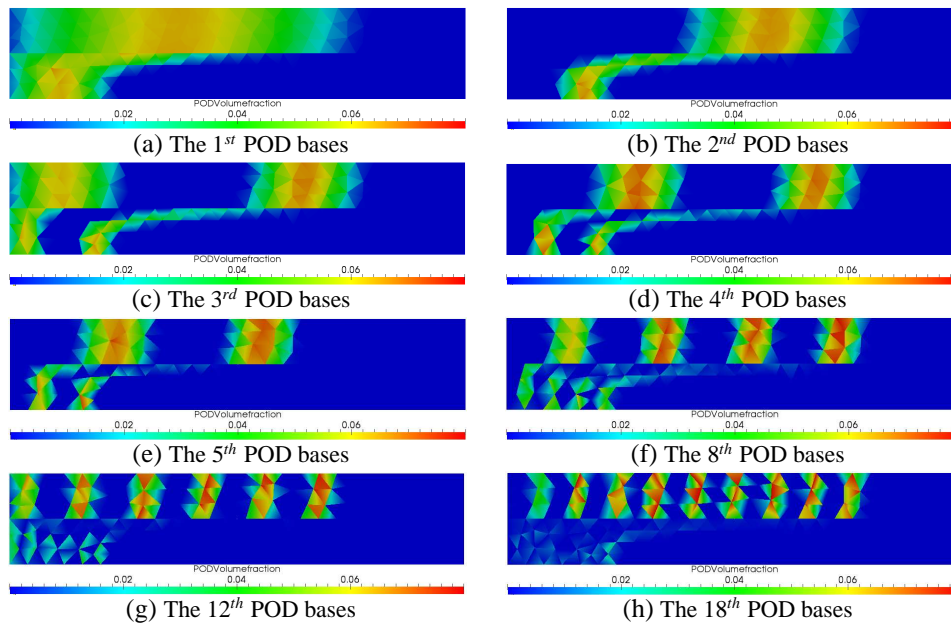 PODVolumefraction PODVolumefraction
0.02 0.04 0.06 0.02 0.04 0.06
(a) The 1st POD bases (b) The 2nd POD bases
PODVolumefraction PODVolumefraction
0.02 0.04 0.06 0.02 0.04 0.06
(c) The 3rd POD bases (d) The 4th POD bases
PODVolumefraction PODVolumefraction
0.02 0.04 0.06 0.02 0.04 0.06
(e) The 5th POD bases (f) The 8th POD bases
PODVolumefraction PODVolumefraction
0.02 0.04 0.06 0.02 0.04 0.06
(g) The 12th POD bases (h) The 18th POD bases